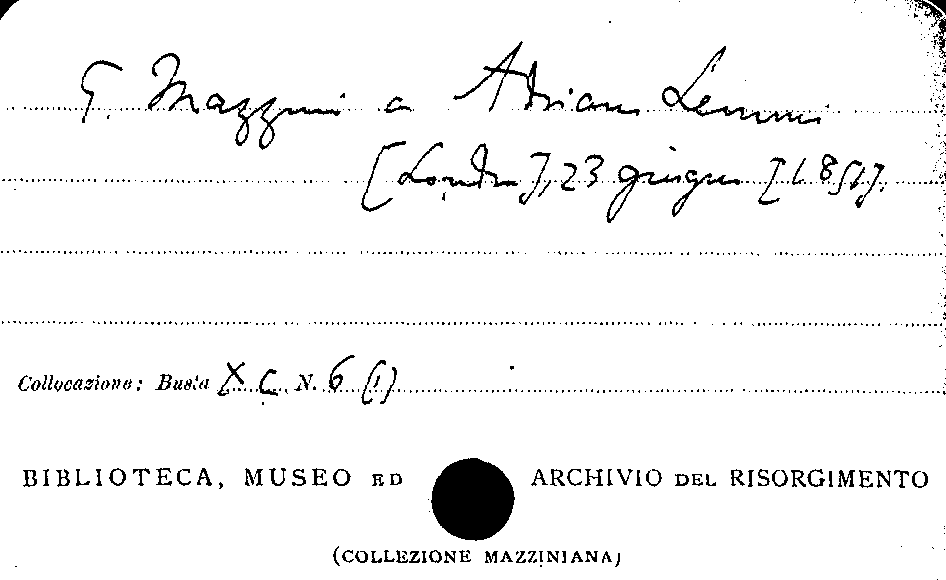 G. Mazzini a Adriano Lemmi
[Londra], 23 giugno [1851].
Collocazione: Busta XC N. 6 (1)
BIBLIOTECA, MUSEO ED ARCHIVIO DEL RISORGIMENTO
(COLLEZIONE MAZZINIANA)